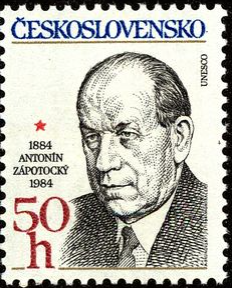 ČESKOSLOVENSKO
UNESCO
1884
ANTONÍN
ZÁPOTOCKÝ
1984
50
h